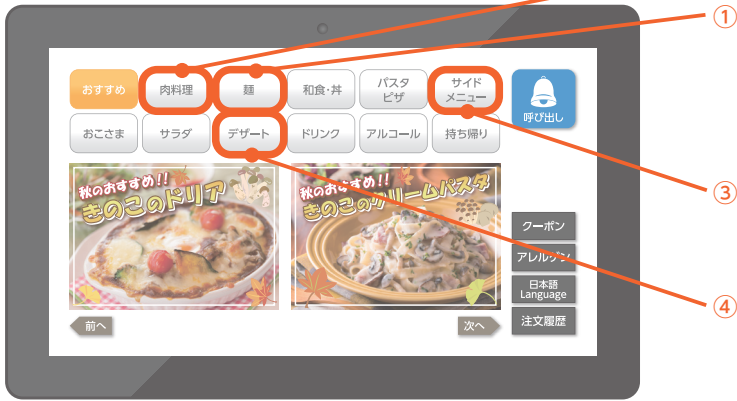 ①
おすすめ
肉料理
麺
和食・丼
パスタ
ピザ
サイド
メニュー
呼び出し
おこさま
サラダ
デザート
ドリンク
アルコール
持ち帰り
秋のおすすめ!!
きのこのドリア
秋のおすすめ!!
きのこのクリームパスタ
③
クーポン
アレルゲン
日本語
Language
④
注文履歴
前へ
次へ